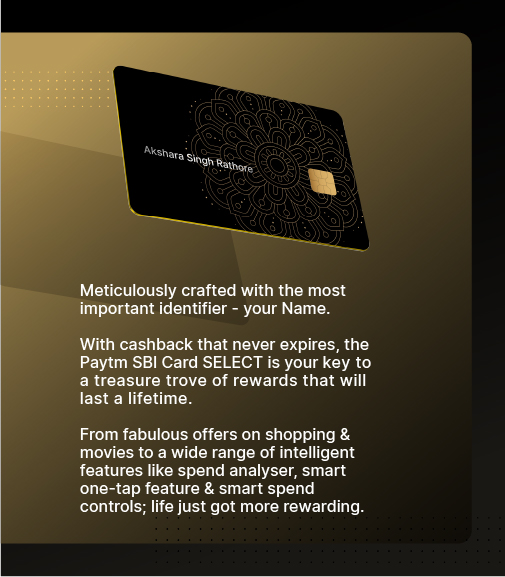 Akshara Singh Rathore
Meticulously crafted with the most
important identifier - your Name.
With cashback that never expires, the
Paytm SBI Card SELECT is your key to
a treasure trove of rewards that will
last a lifetime.
From fabulous offers on shopping &
movies to a wide range of intelligent
features like spend analyser, smart
one-tap feature & smart spend
controls; life just got more rewarding.